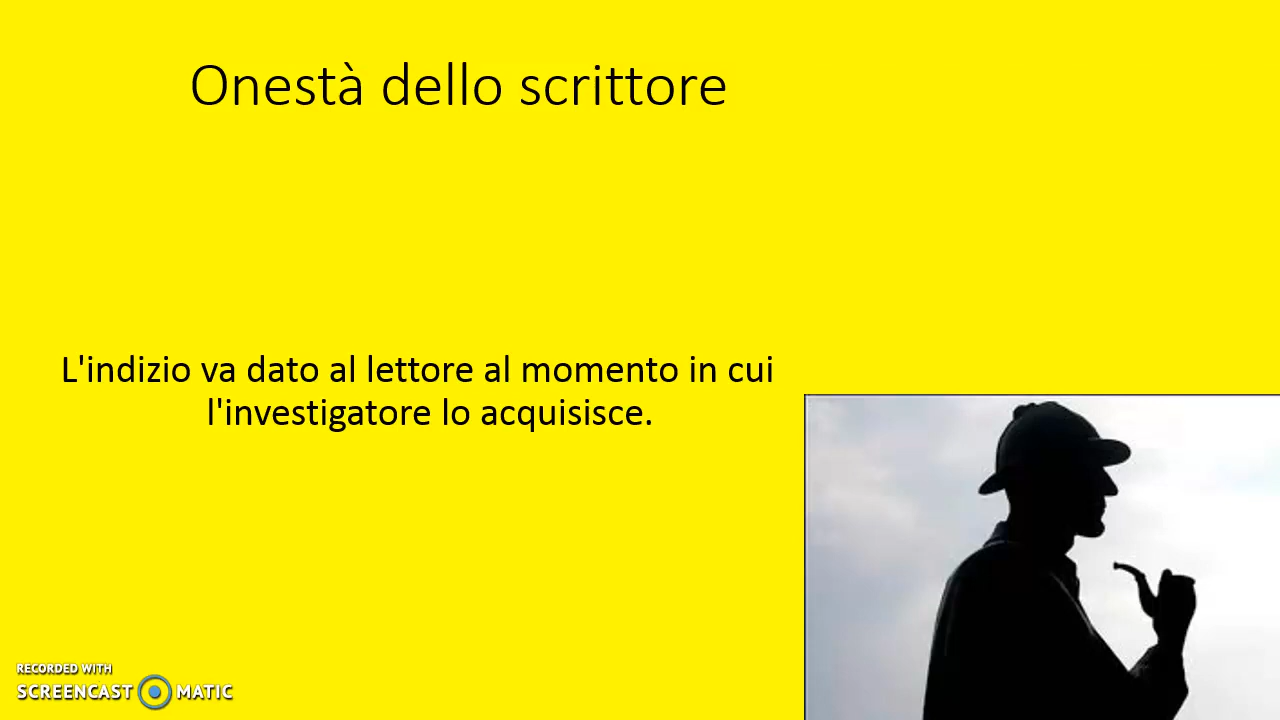 Onestà dello scrittore
L'indizio va dato al lettore al momento in cui
l'investigatore lo acquisisce.
RECORDED WITH
SCREENCAST MATIC